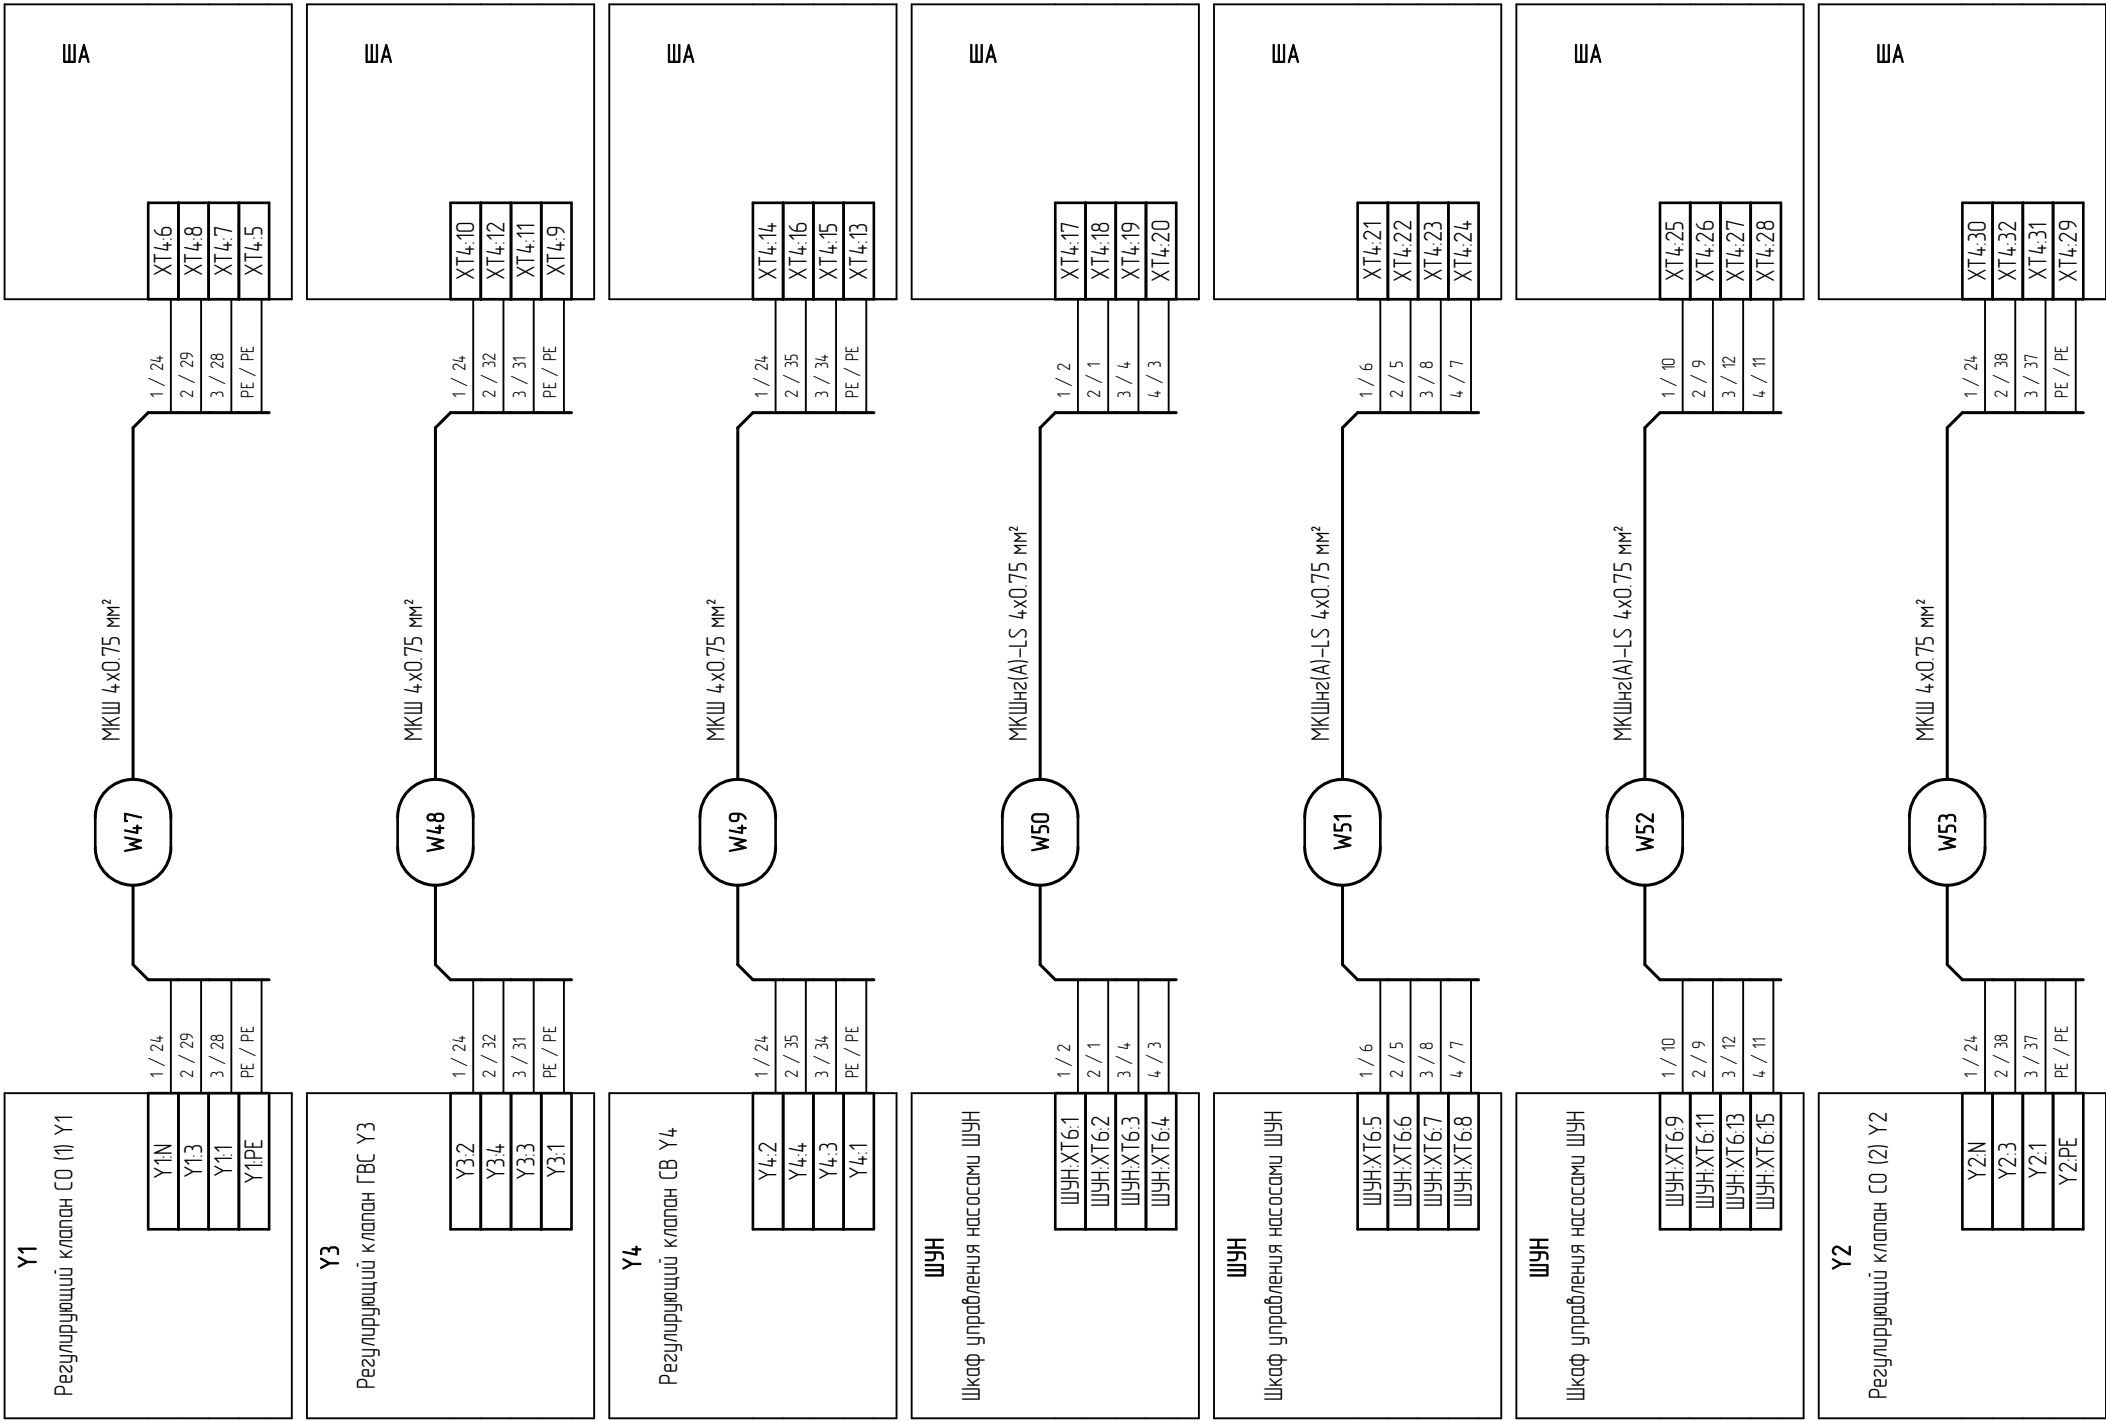 Y1
Регулирующий клапан СО (1) Y1
Y1:N
Y1:3
Y1:1
Y1:PE
1 / 24
2 / 29
3 / 28
PE / PE
W47
МКШ 4x0.75 мм²
1 / 24
2 / 29
3 / 28
PE / PE
XT4:6
XT4:8
XT4:7
XT4:5
ША
Y3
Регулирующий клапан ГВС Y3
Y3:2
Y3:4
Y3:3
Y3:1
1 / 24
2 / 32
3 / 31
PE / PE
W48
МКШ 4x0.75 мм²
1 / 24
2 / 32
3 / 31
PE / PE
XT4:10
XT4:12
XT4:11
XT4:9
ША
Y4
Регулирующий клапан СВ Y4
Y4:2
Y4:4
Y4:3
Y4:1
1 / 24
2 / 35
3 / 34
PE / PE
W49
МКШ 4x0.75 мм²
1 / 24
2 / 35
3 / 34
PE / PE
XT4:14
XT4:16
XT4:15
XT4:13
ША
ШУН
Шкаф управления насосами ШУН
ШУН:XT6:1
ШУН:XT6:2
ШУН:XT6:3
ШУН:XT6:4
1 / 2
2 / 1
3 / 4
4 / 3
W50
МКШнг(А)-LS 4x0.75 мм²
1 / 2
2 / 1
3 / 4
4 / 3
XT4:17
XT4:18
XT4:19
XT4:20
ША
ШУН
Шкаф управления насосами ШУН
ШУН:XT6:5
ШУН:XT6:6
ШУН:XT6:7
ШУН:XT6:8
1 / 6
2 / 5
3 / 8
4 / 7
W51
МКШнг(А)-LS 4x0.75 мм²
1 / 6
2 / 5
3 / 8
4 / 7
XT4:21
XT4:22
XT4:23
XT4:24
ША
ШУН
Шкаф управления насосами ШУН
ШУН:XT6:9
ШУН:XT6:11
ШУН:XT6:13
ШУН:XT6:15
1 / 10
2 / 9
3 / 12
4 / 11
W52
МКШнг(А)-LS 4x0.75 мм²
1 / 10
2 / 9
3 / 12
4 / 11
XT4:25
XT4:26
XT4:27
XT4:28
ША
Y2
Регулирующий клапан СО (2) Y2
Y2:N
Y2:3
Y2:1
Y2:PE
1 / 24
2 / 38
3 / 37
PE / PE
W53
МКШ 4x0.75 мм²
1 / 24
2 / 38
3 / 37
PE / PE
XT4:30
XT4:32
XT4:31
XT4:29
ША